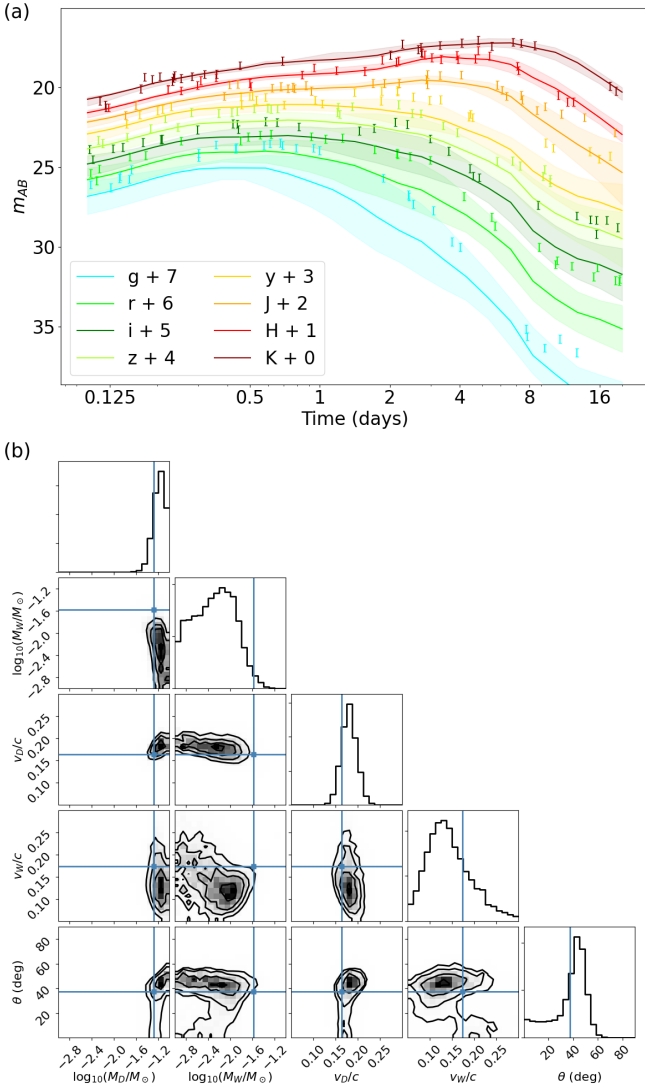 (a)
20
25
30
35
m_AB
g + 7 y + 3
r + 6 J + 2
i + 5 H + 1
z + 4 K + 0
0.125 0.5 1 2 4 8 16
Time (days)
(b)
log₁₀(M_W/M⊙)
−1.2
−1.6
−2.0
−2.4
−2.8
v_D/c
0.25
0.20
0.15
0.10
v_W/c
0.25
0.20
0.15
0.10
θ (deg)
80
60
40
20
−2.8 −2.4 −2.0 −1.6 −1.2
log₁₀(M_D/M⊙)
−2.8 −2.4 −2.0 −1.6 −1.2
log₁₀(M_W/M⊙)
0.10 0.15 0.20 0.25
v_D/c
0.10 0.15 0.20 0.25
v_W/c
20 40 60 80
θ (deg)